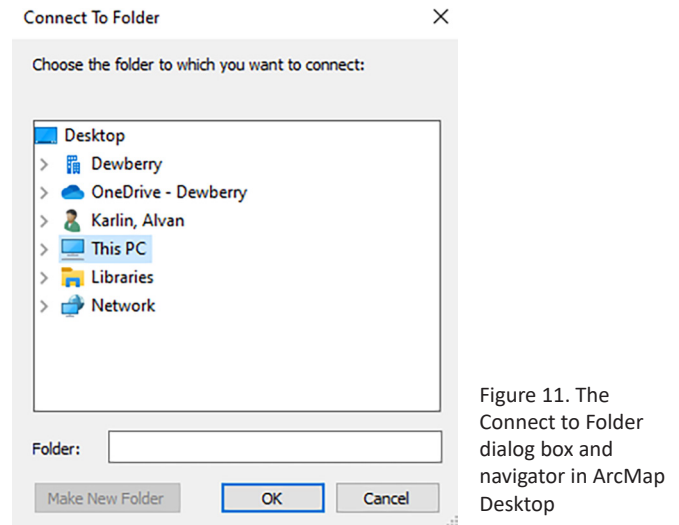 Connect To Folder
Choose the folder to which you want to connect:
Desktop
Dewberry
OneDrive - Dewberry
Karlin, Alvan
This PC
Libraries
Network
Folder:
Make New Folder
OK
Cancel
Figure 11. The
Connect to Folder
dialog box and
navigator in ArcMap
Desktop